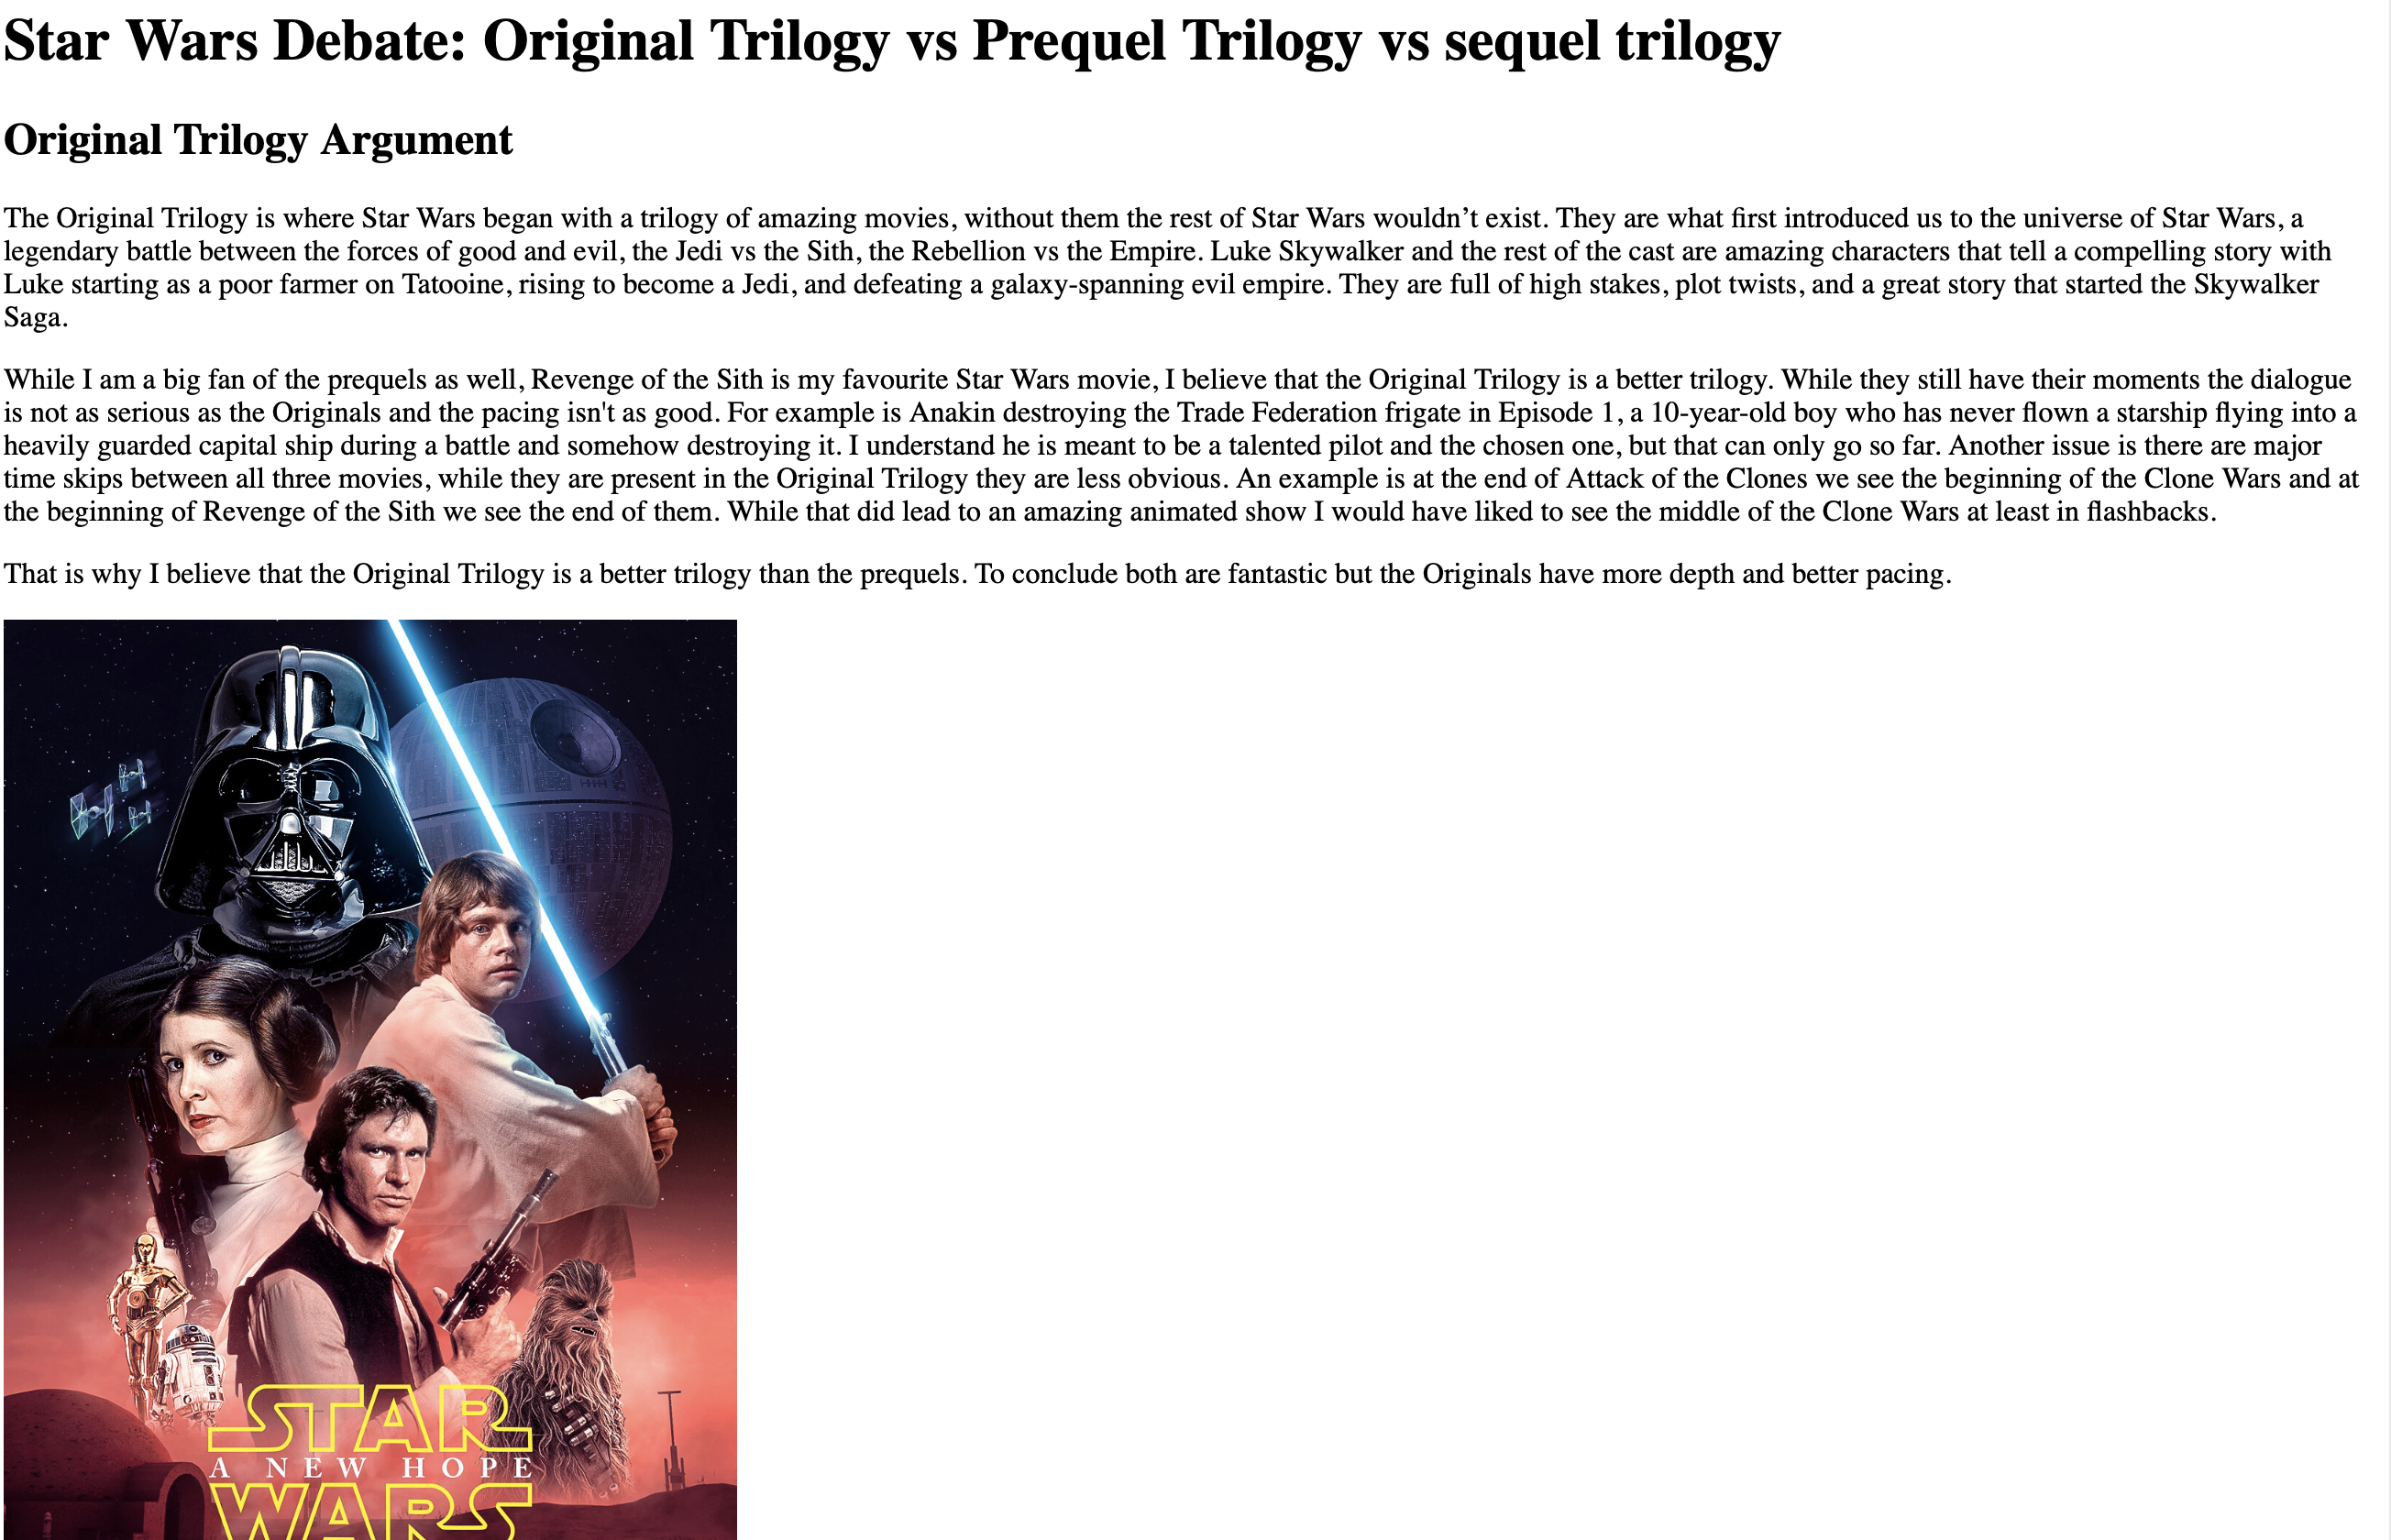 Star Wars Debate: Original Trilogy vs Prequel Trilogy vs sequel trilogy
Original Trilogy Argument
The Original Trilogy is where Star Wars began with a trilogy of amazing movies, without them the rest of Star Wars wouldn’t exist. They are what first introduced us to the universe of Star Wars, a
legendary battle between the forces of good and evil, the Jedi vs the Sith, the Rebellion vs the Empire. Luke Skywalker and the rest of the cast are amazing characters that tell a compelling story with
Luke starting as a poor farmer on Tatooine, rising to become a Jedi, and defeating a galaxy-spanning evil empire. They are full of high stakes, plot twists, and a great story that started the Skywalker
Saga.
While I am a big fan of the prequels as well, Revenge of the Sith is my favourite Star Wars movie, I believe that the Original Trilogy is a better trilogy. While they still have their moments the dialogue
is not as serious as the Originals and the pacing isn't as good. For example is Anakin destroying the Trade Federation frigate in Episode 1, a 10-year-old boy who has never flown a starship flying into a
heavily guarded capital ship during a battle and somehow destroying it. I understand he is meant to be a talented pilot and the chosen one, but that can only go so far. Another issue is there are major
time skips between all three movies, while they are present in the Original Trilogy they are less obvious. An example is at the end of Attack of the Clones we see the beginning of the Clone Wars and at
the beginning of Revenge of the Sith we see the end of them. While that did lead to an amazing animated show I would have liked to see the middle of the Clone Wars at least in flashbacks.
That is why I believe that the Original Trilogy is a better trilogy than the prequels. To conclude both are fantastic but the Originals have more depth and better pacing.
STAR
A NEW HOPE
WARS